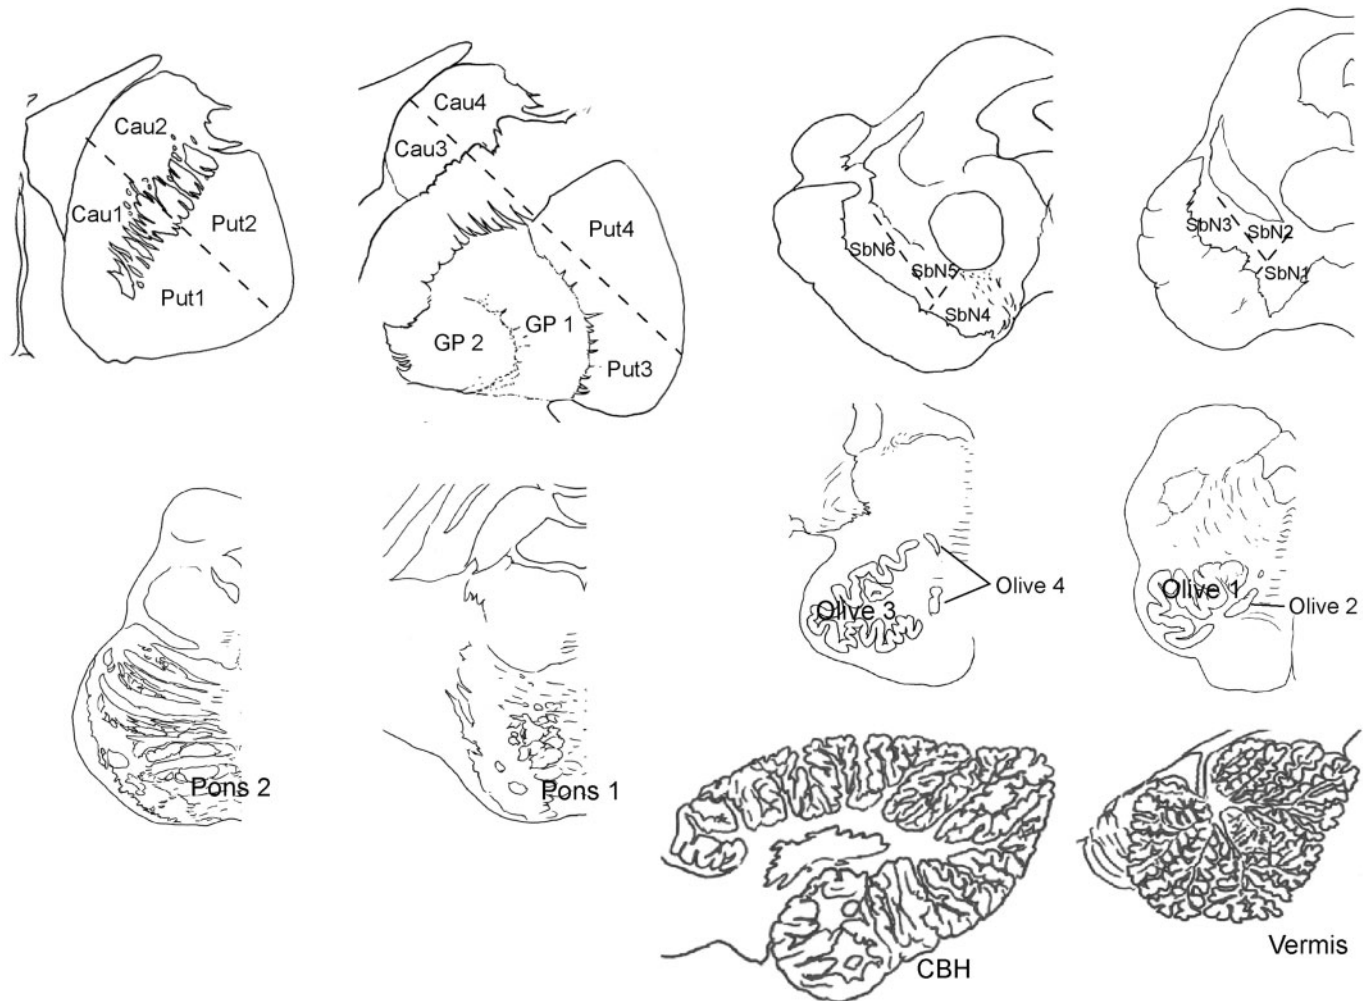 Cau2
Cau1
Put2
Put1
Cau4
Cau3
Put4
GP 1
GP 2
Put3
SbN6
SbN5
SbN4
SbN3
SbN2
SbN1
Olive 3
Olive 4
Olive 1
Olive 2
Pons 2
Pons 1
CBH
Vermis